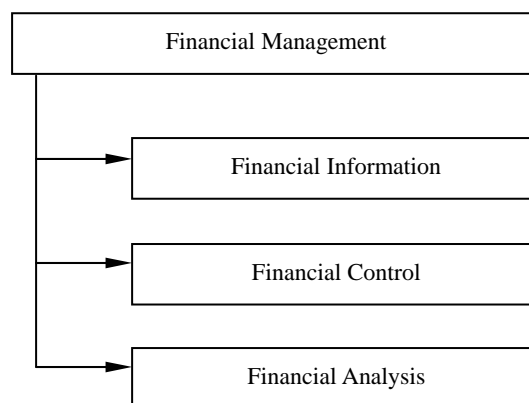 Financial Management
Financial Information
Financial Control
Financial Analysis